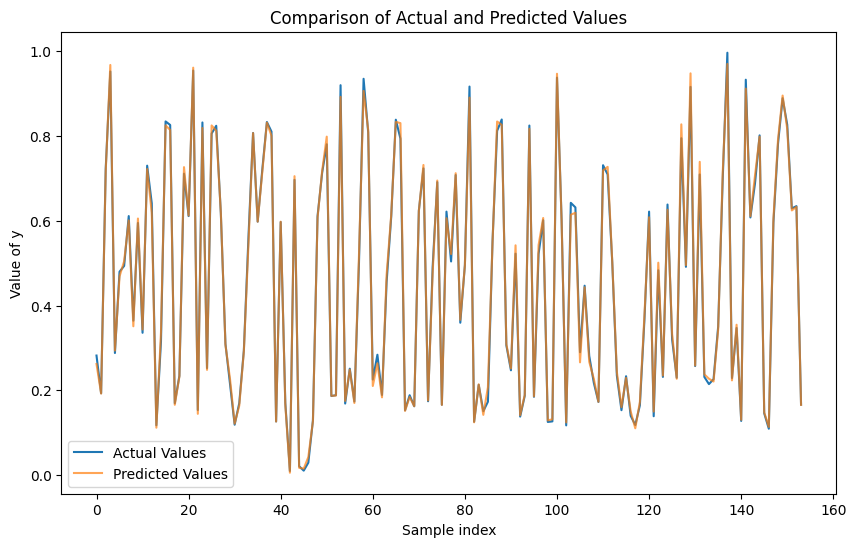 Comparison of Actual and Predicted Values
1.0
0.8
0.6
0.4
0.2
0.0
Value of y
Actual Values
Predicted Values
0 20 40 60 80 100 120 140 160
Sample index